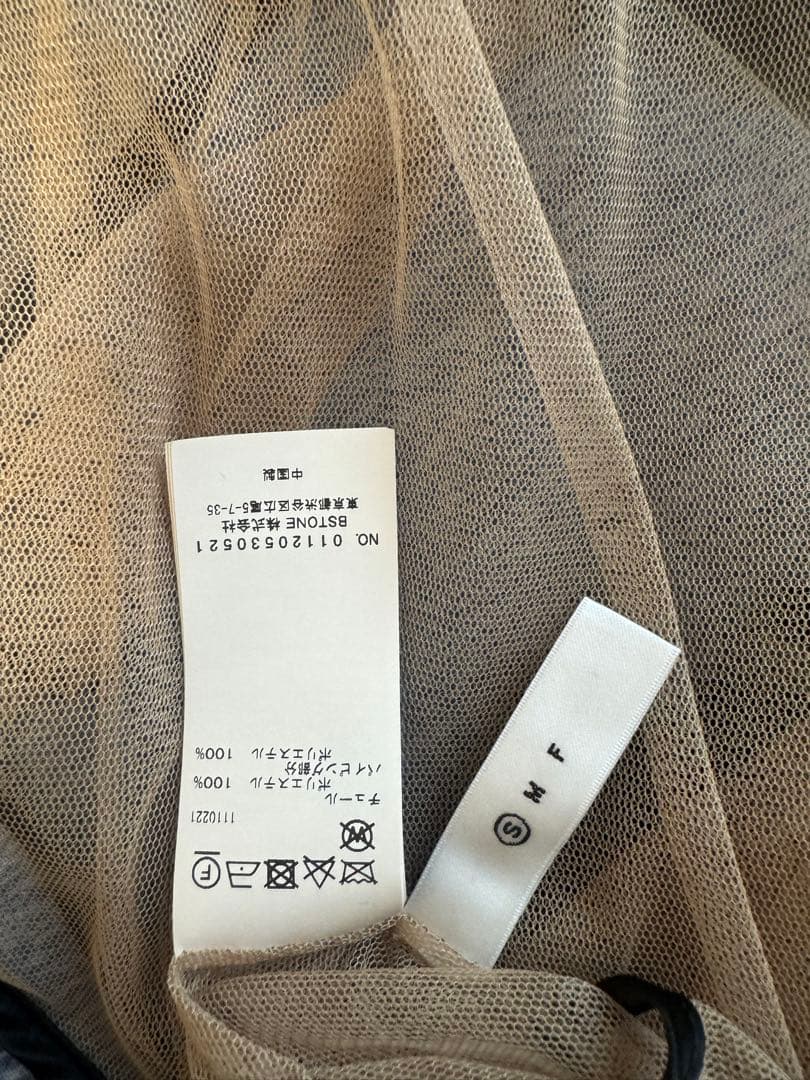 1110221
チュール
ポリエステル 100%
パイピング部分
ポリエステル 100%
NO. 01120530521
BSTONE 株式会社
東京都渋谷区広尾5-7-35
中国製
Ⓢ M F